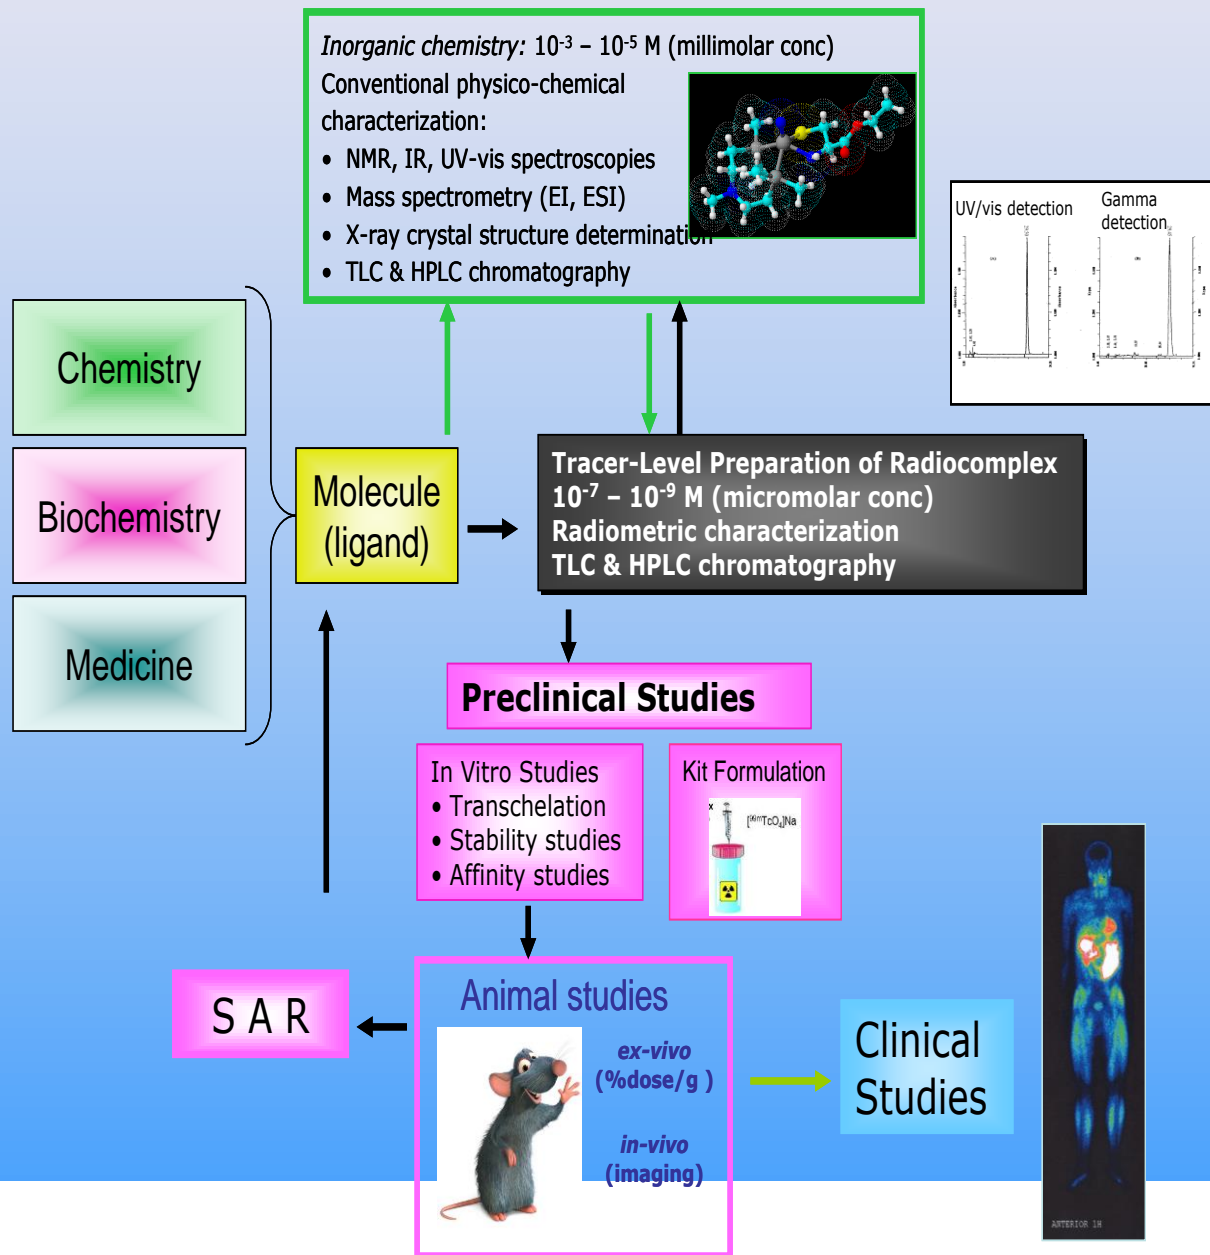 Inorganic chemistry: 10⁻³ – 10⁻⁵ M (millimolar conc)
Conventional physico-chemical
characterization:
• NMR, IR, UV-vis spectroscopies
• Mass spectrometry (EI, ESI)
• X-ray crystal structure determination
• TLC & HPLC chromatography
UV/vis detection
Gamma
detection
Chemistry
Biochemistry
Medicine
Molecule
(ligand)
Tracer-Level Preparation of Radiocomplex
10⁻⁷ – 10⁻⁹ M (micromolar conc)
Radiometric characterization
TLC & HPLC chromatography
Preclinical Studies
In Vitro Studies
• Transchelation
• Stability studies
• Affinity studies
Kit Formulation
[⁹⁹ᵐTcO₄]Na
S A R
Animal studies
ex-vivo
(%dose/g )
in-vivo
(imaging)
Clinical
Studies
ANTERIOR 1H